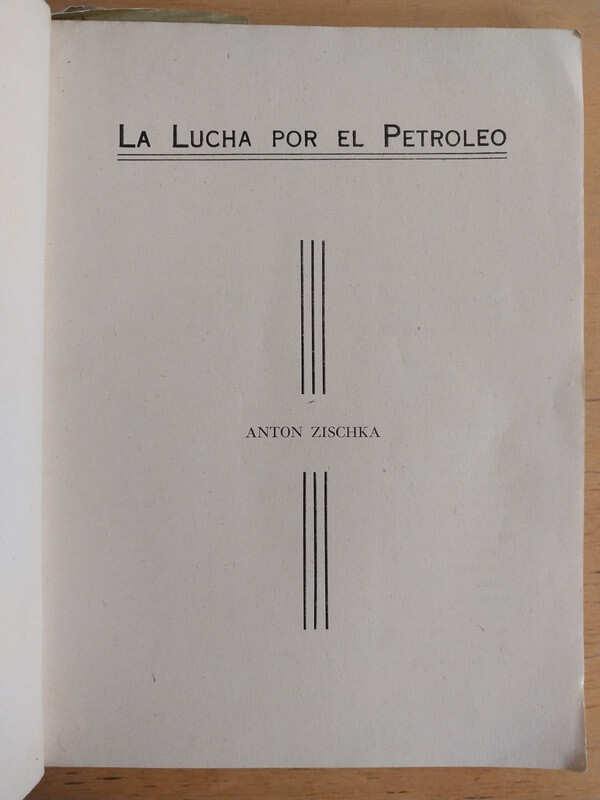 LA LUCHA POR EL PETROLEO
ANTON ZISCHKA